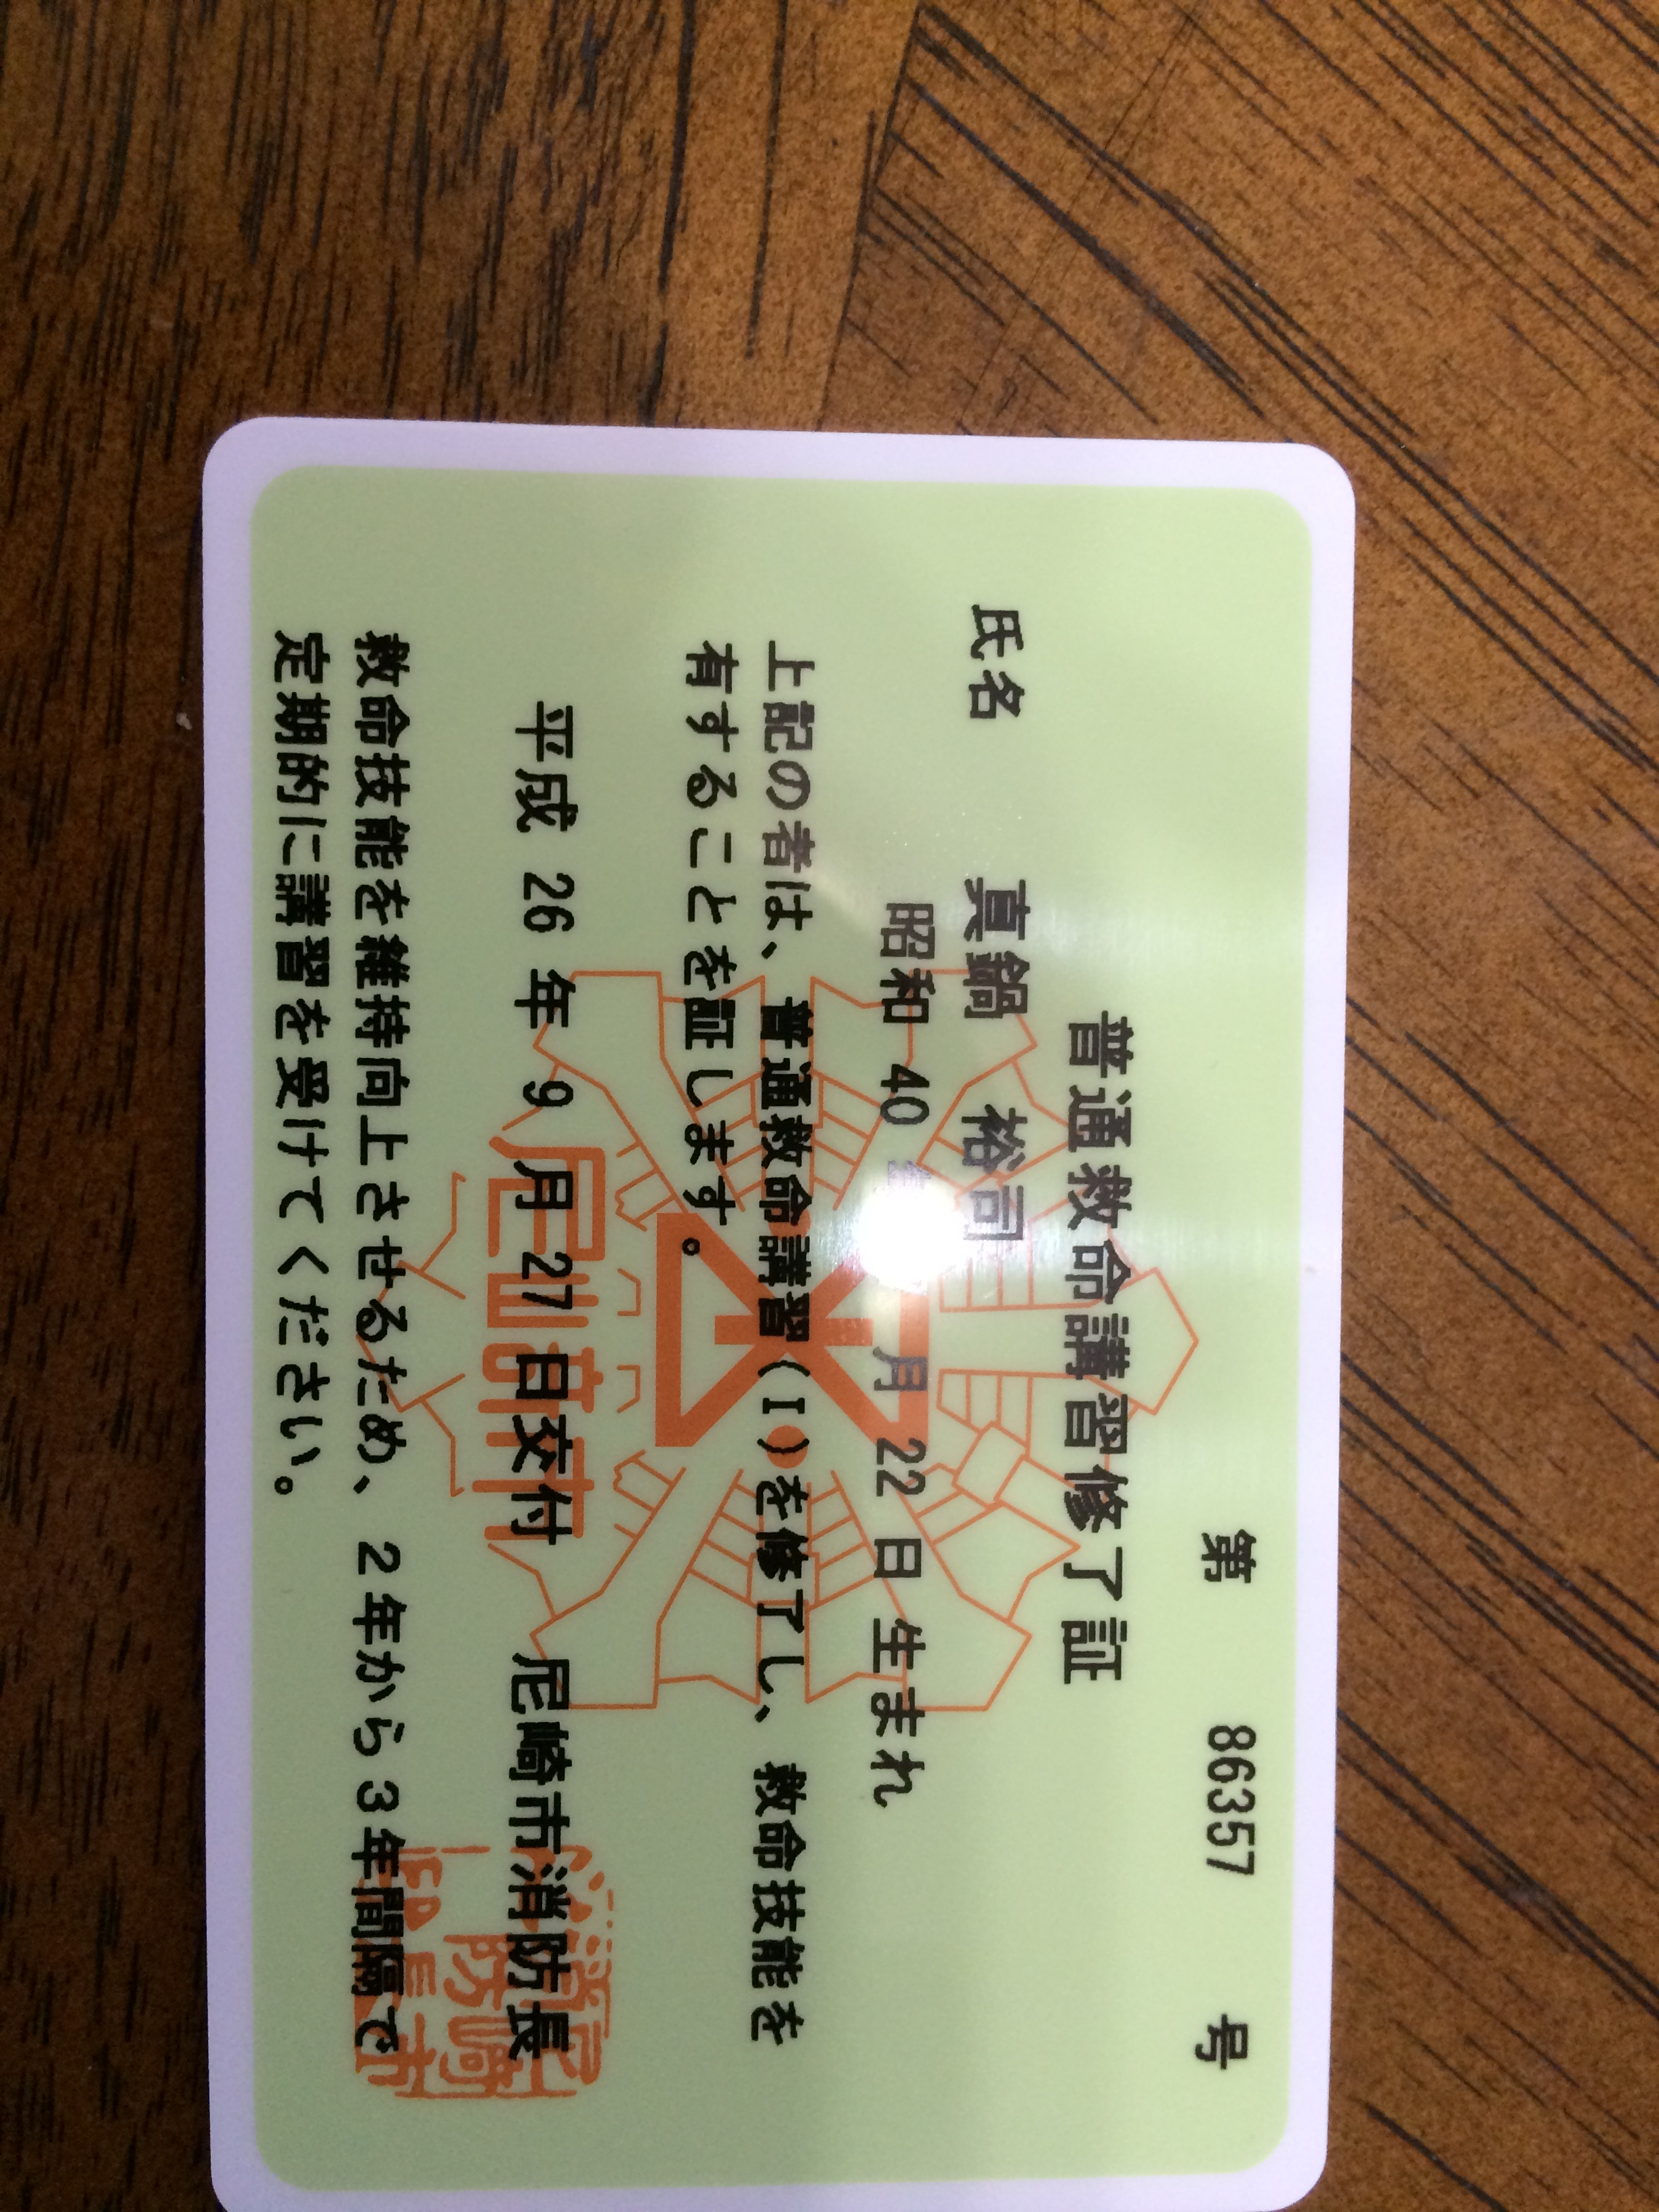 第 86357 号
普通救命講習修了証
氏名 真鍋 裕司
昭和 40 年 月 22 日 生まれ
上記の者は、普通救命講習(I)を修了し、救命技能を
有することを証します。
平成 26 年 9 月 27 日交付 尼崎市消防長
救命技能を維持向上させるため、2年から3年間隔で
定期的に講習を受けてください。
尼崎市